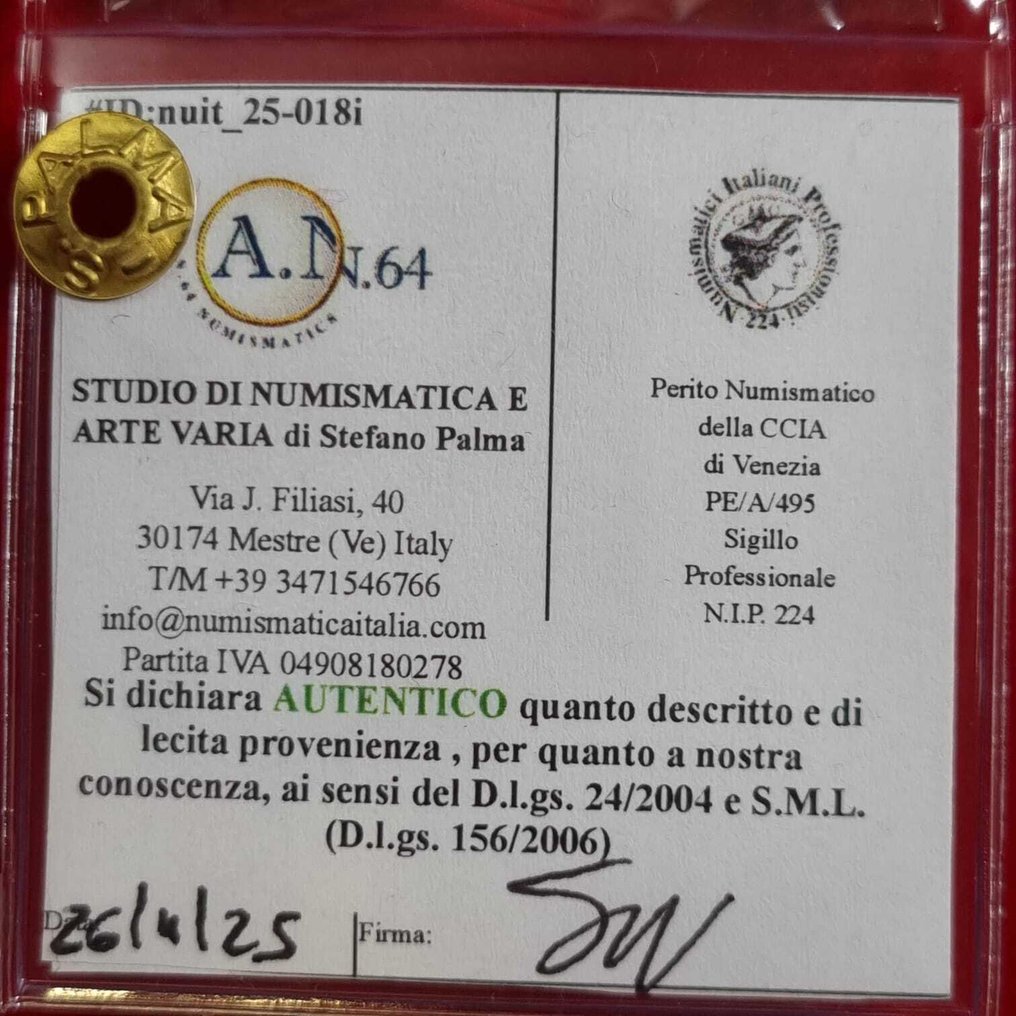 #ID:nuit_25-018i
S. PALMA
A.N.64
N.64 NUMISMATICS
STUDIO DI NUMISMATICA E
ARTE VARIA di Stefano Palma
Via J. Filiasi, 40
30174 Mestre (Ve) Italy
T/M +39 3471546766
info@numismaticaitalia.com
Partita IVA 04908180278
Numismatici Italiani Professionisti
N. 224
Perito Numismatico
della CCIA
di Venezia
PE/A/495
Sigillo
Professionale
N.I.P. 224
Si dichiara AUTENTICO quanto descritto e di
lecita provenienza , per quanto a nostra
conoscenza, ai sensi del D.l.gs. 24/2004 e S.M.L.
(D.l.gs. 156/2006)
26/4/25
Firma: